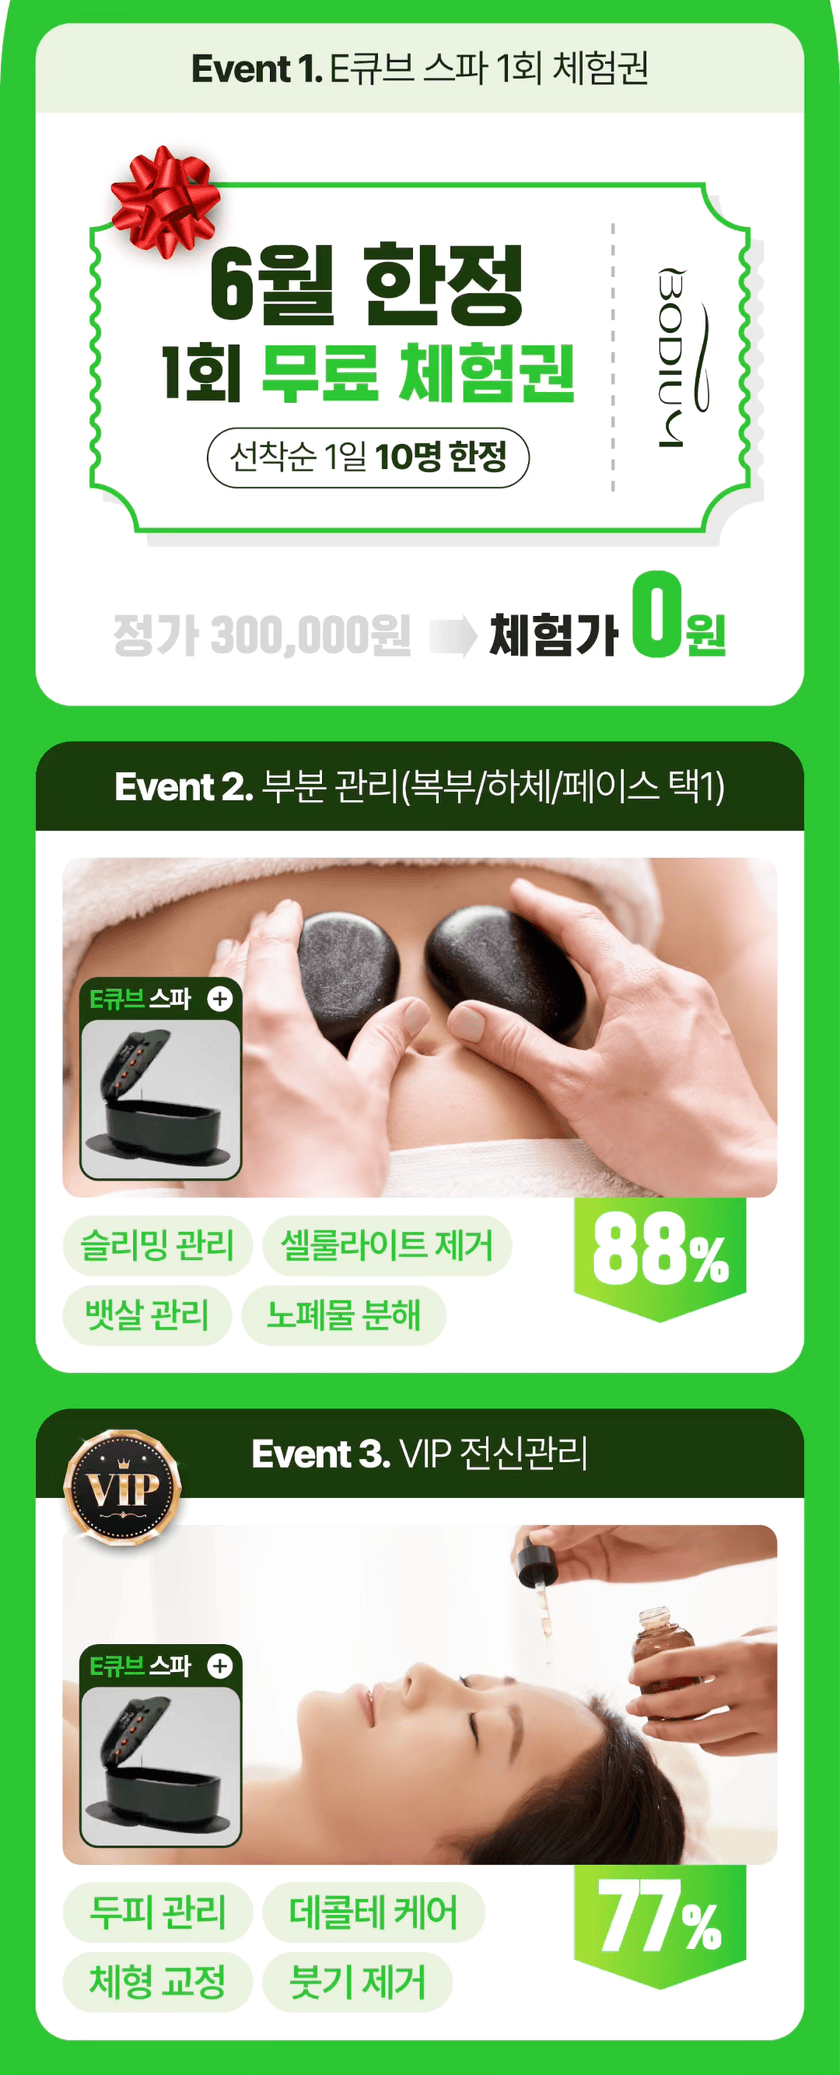 Event 1. E큐브 스파 1회 체험권
6월 한정
1회 무료 체험권
선착순 1일 10명 한정
BODIUM
정가 300,000원 체험가 0원
Event 2. 부분 관리(복부/하체/페이스 택1)
E큐브 스파 +
슬리밍 관리 셀룰라이트 제거
88%
뱃살 관리 노폐물 분해
Event 3. VIP 전신관리
VIP
E큐브 스파 +
두피 관리 데콜테 케어
77%
체형 교정 붓기 제거